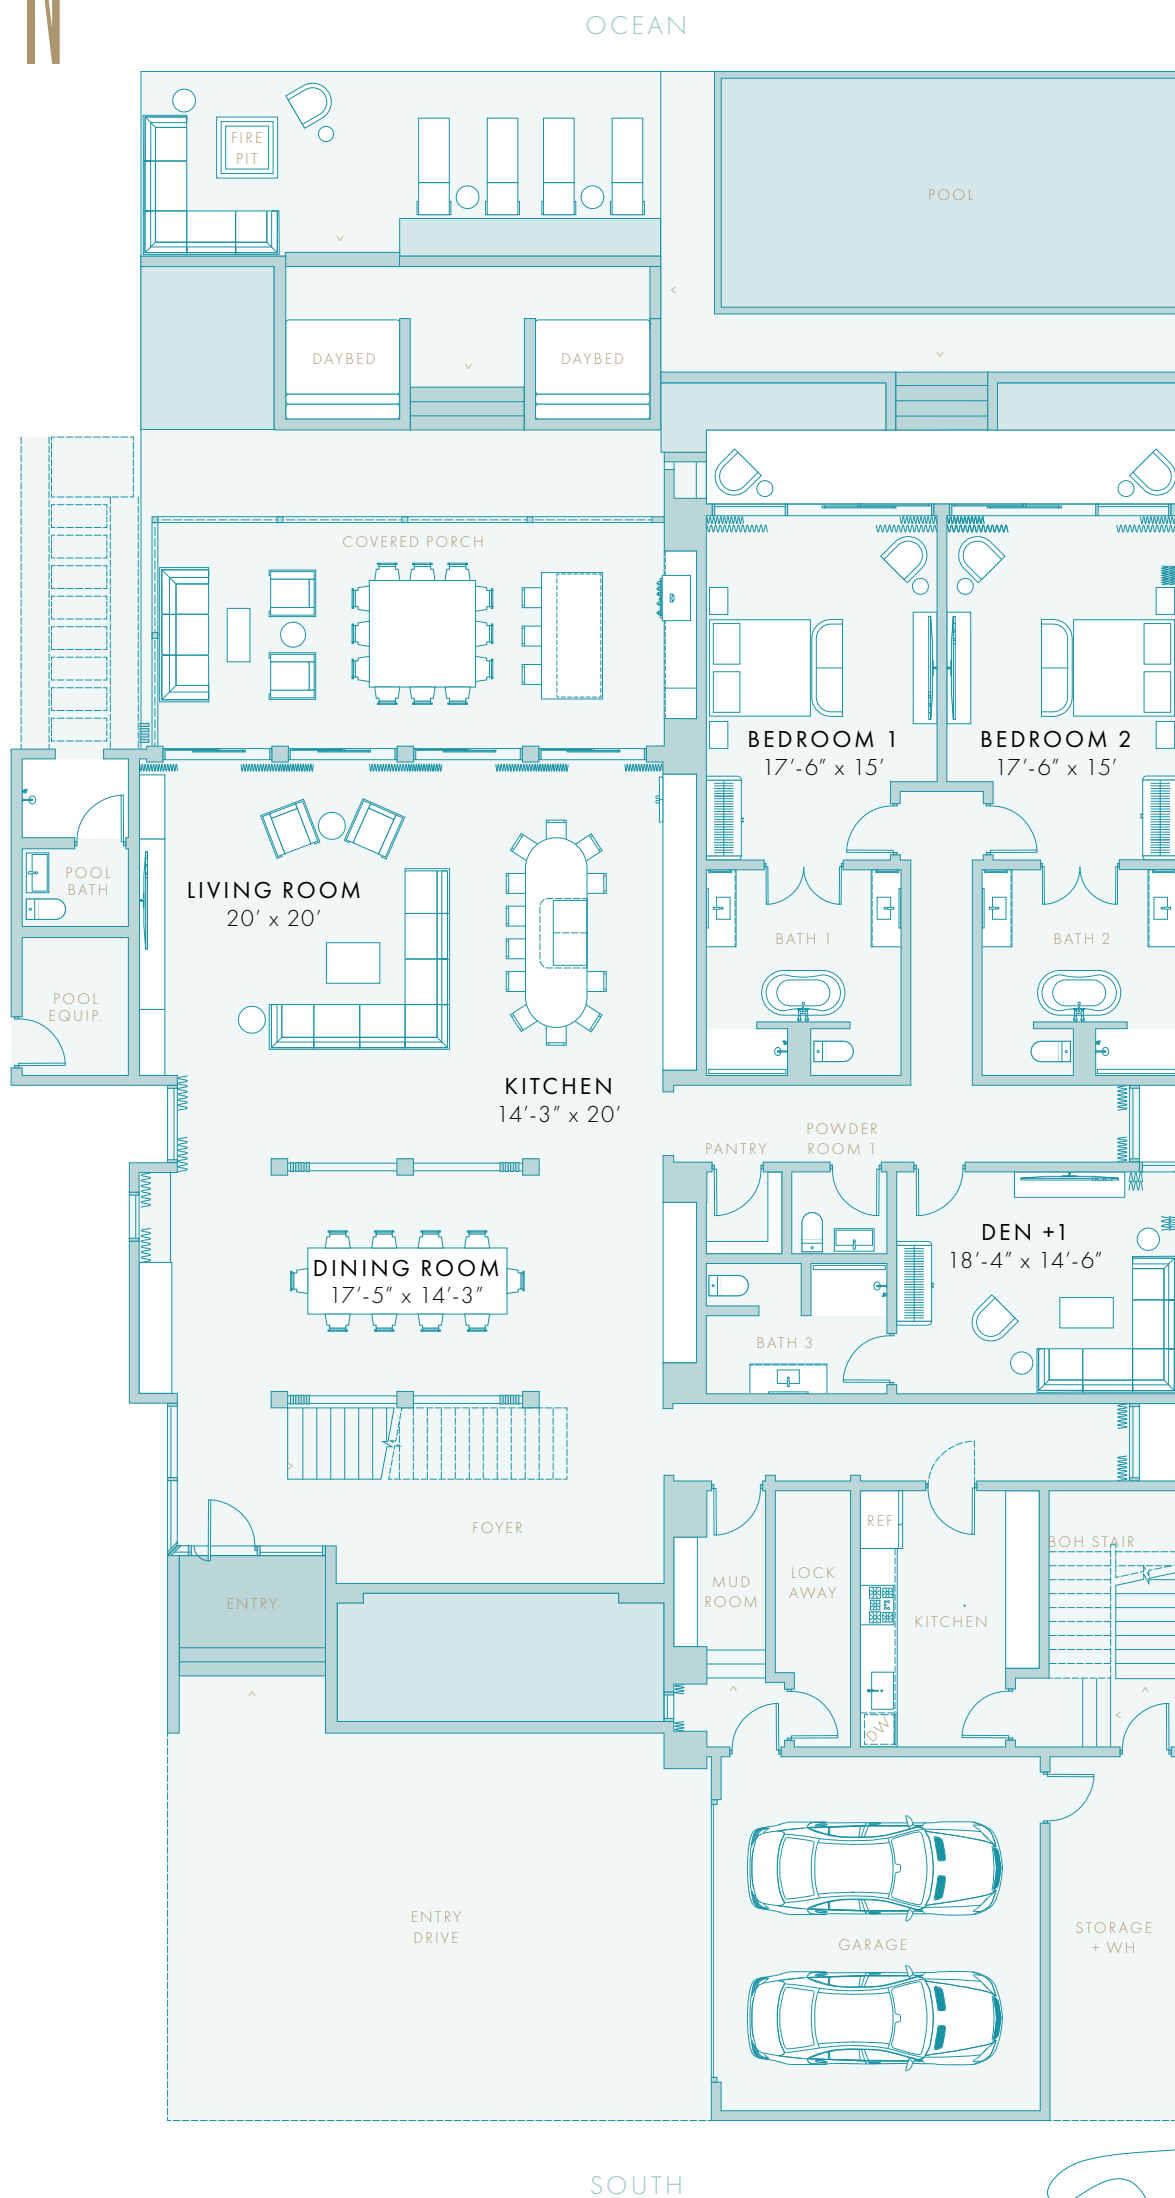 N
OCEAN
FIRE
PIT
POOL
DAYBED
DAYBED
COVERED PORCH
BEDROOM 1
17'-6" x 15'
BEDROOM 2
17'-6" x 15'
POOL
BATH
LIVING ROOM
20' x 20'
BATH 1
BATH 2
POOL
EQUIP.
KITCHEN
14'-3" x 20'
PANTRY
POWDER
ROOM 1
DEN +1
18'-4" x 14'-6"
DINING ROOM
17'-5" x 14'-3"
BATH 3
FOYER
REF
BOH STAIR
MUD
ROOM
LOCK
AWAY
KITCHEN
ENTRY
DW
ENTRY
DRIVE
GARAGE
STORAGE
+ WH
SOUTH